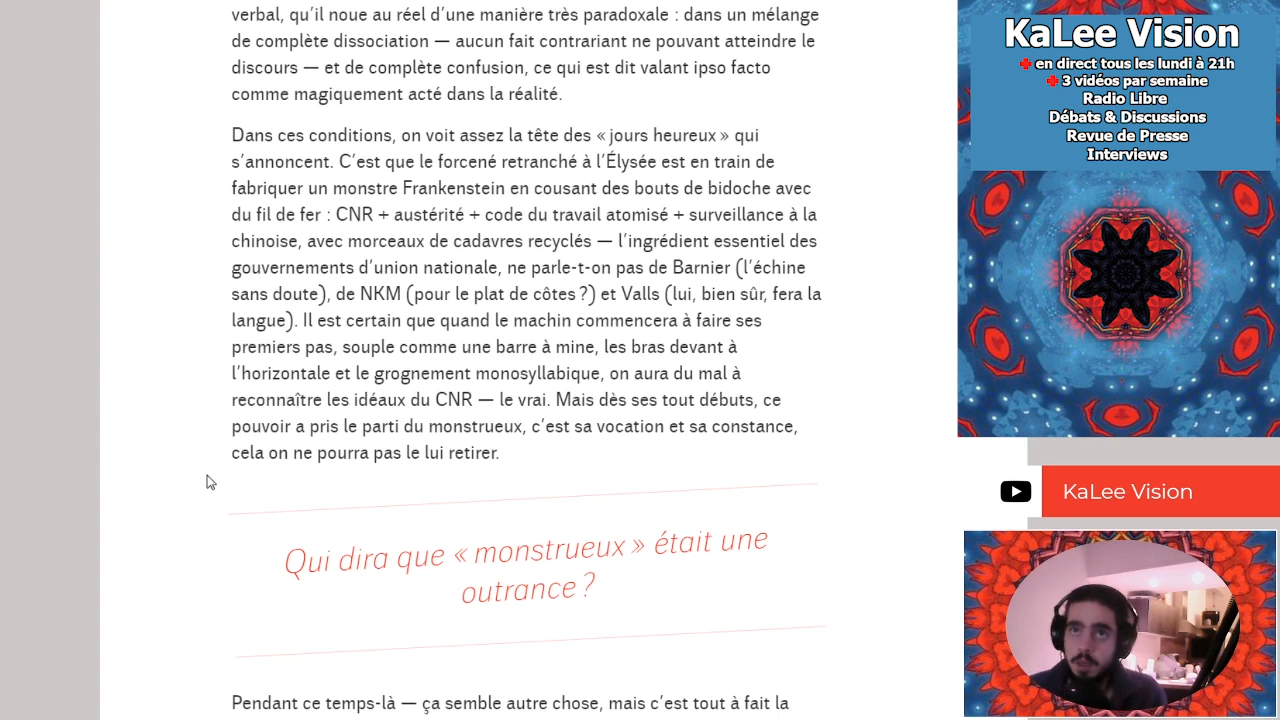 verbal, qu’il noue au réel d’une manière très paradoxale : dans un mélange
de complète dissociation — aucun fait contrariant ne pouvant atteindre le
discours — et de complète confusion, ce qui est dit valant ipso facto
comme magiquement acté dans la réalité.
Dans ces conditions, on voit assez la tête des « jours heureux » qui
s’annoncent. C’est que le forcené retranché à l’Élysée est en train de
fabriquer un monstre Frankenstein en cousant des bouts de bidoche avec
du fil de fer : CNR + austérité + code du travail atomisé + surveillance à la
chinoise, avec morceaux de cadavres recyclés — l’ingrédient essentiel des
gouvernements d’union nationale, ne parle-t-on pas de Barnier (l’échine
sans doute), de NKM (pour le plat de côtes ?) et Valls (lui, bien sûr, fera la
langue). Il est certain que quand le machin commencera à faire ses
premiers pas, souple comme une barre à mine, les bras devant à
l’horizontale et le grognement monosyllabique, on aura du mal à
reconnaître les idéaux du CNR — le vrai. Mais dès ses tout débuts, ce
pouvoir a pris le parti du monstrueux, c’est sa vocation et sa constance,
cela on ne pourra pas le lui retirer.
Qui dira que « monstrueux » était une
outrance ?
Pendant ce temps-là — ça semble autre chose, mais c’est tout à fait la
KaLee Vision
en direct tous les lundi à 21h
3 vidéos par semaine
Radio Libre
Débats & Discussions
Revue de Presse
Interviews
KaLee Vision